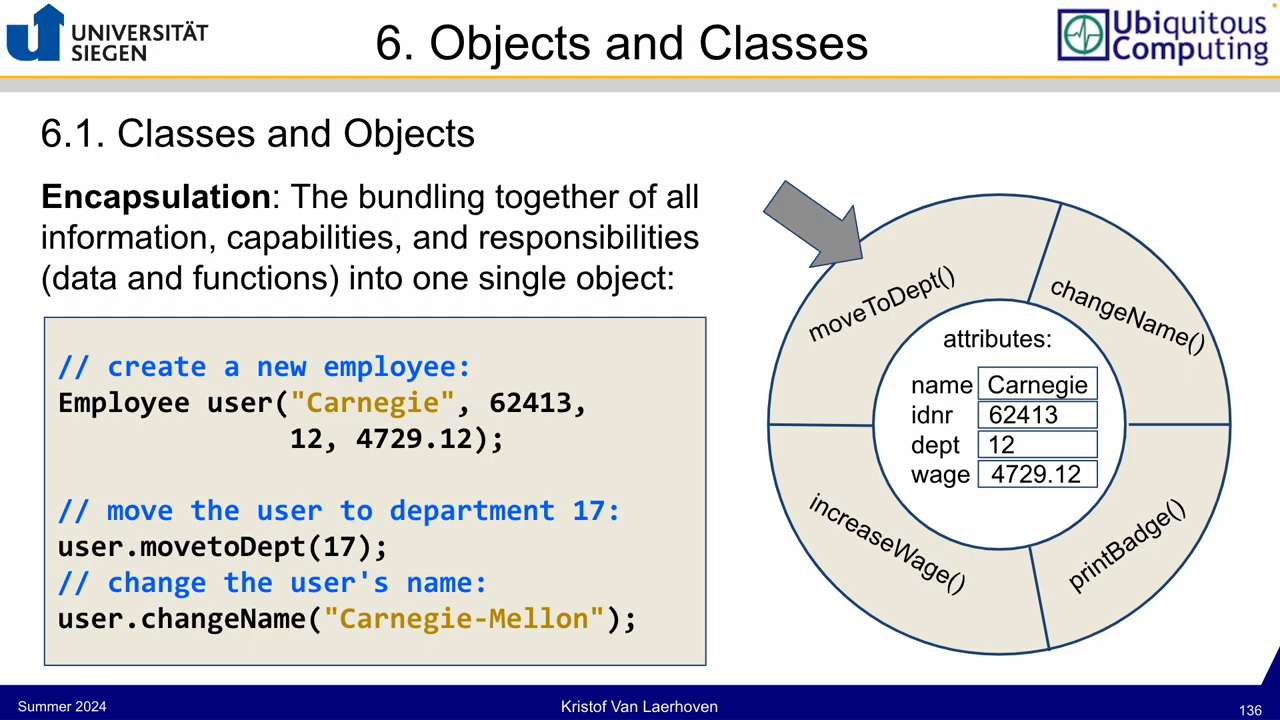 UNIVERSITÄT
SIEGEN
6. Objects and Classes
Ubiquitous
Computing
6.1. Classes and Objects
Encapsulation: The bundling together of all
information, capabilities, and responsibilities
(data and functions) into one single object:
// create a new employee:
Employee user("Carnegie", 62413,
12, 4729.12);
// move the user to department 17:
user.movetoDept(17);
// change the user's name:
user.changeName("Carnegie-Mellon");
moveToDept()
changeName()
attributes:
name Carnegie
idnr 62413
dept 12
wage 4729.12
increaseWage()
printBadge()
Summer 2024
Kristof Van Laerhoven
136